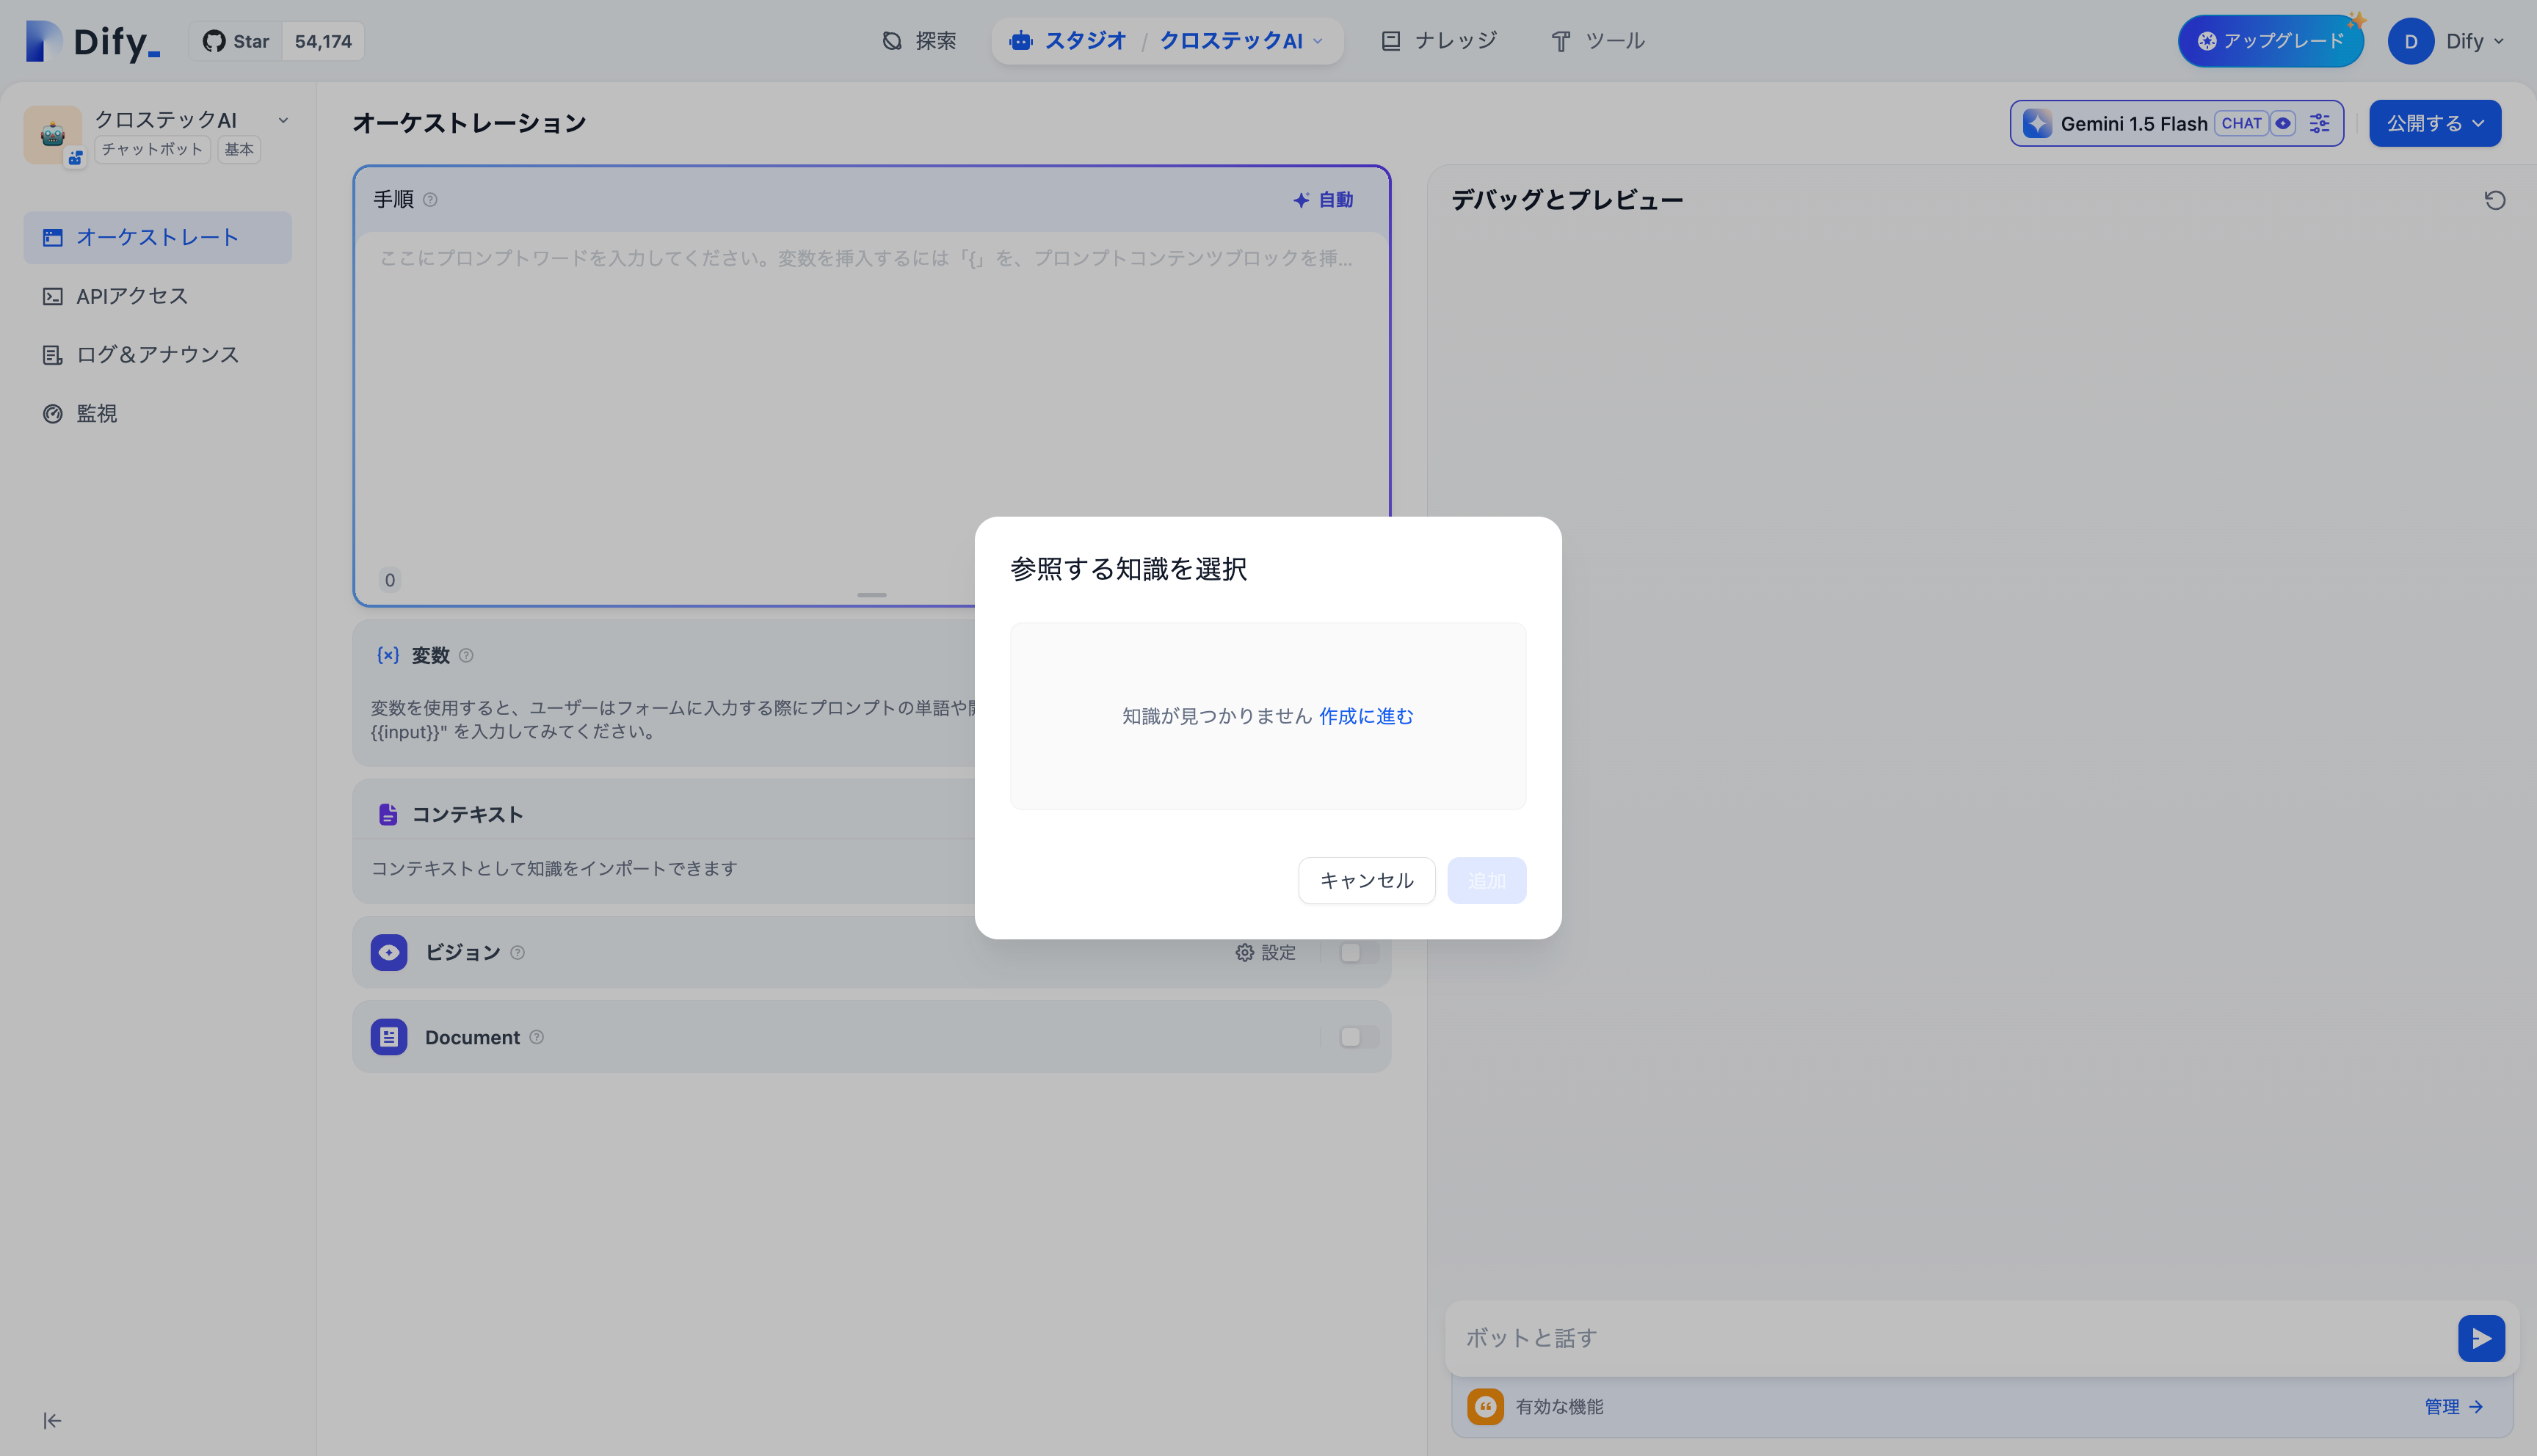 Dify_
Star 54,174
探索
スタジオ / クロステックAI
ナレッジ
ツール
アップグレード
D Dify
クロステックAI
チャットボット 基本
オーケストレート
APIアクセス
ログ＆アナウンス
監視
オーケストレーション
Gemini 1.5 Flash CHAT
公開する
手順
自動
ここにプロンプトワードを入力してください。変数を挿入するには「{」を、プロンプトコンテンツブロックを挿...
0
{x} 変数
変数を使用すると、ユーザーはフォームに入力する際にプロンプトの単語や
{{input}}" を入力してみてください。
コンテキスト
コンテキストとして知識をインポートできます
ビジョン
設定
Document
参照する知識を選択
知識が見つかりません 作成に進む
キャンセル 追加
デバッグとプレビュー
ボットと話す
有効な機能
管理 →